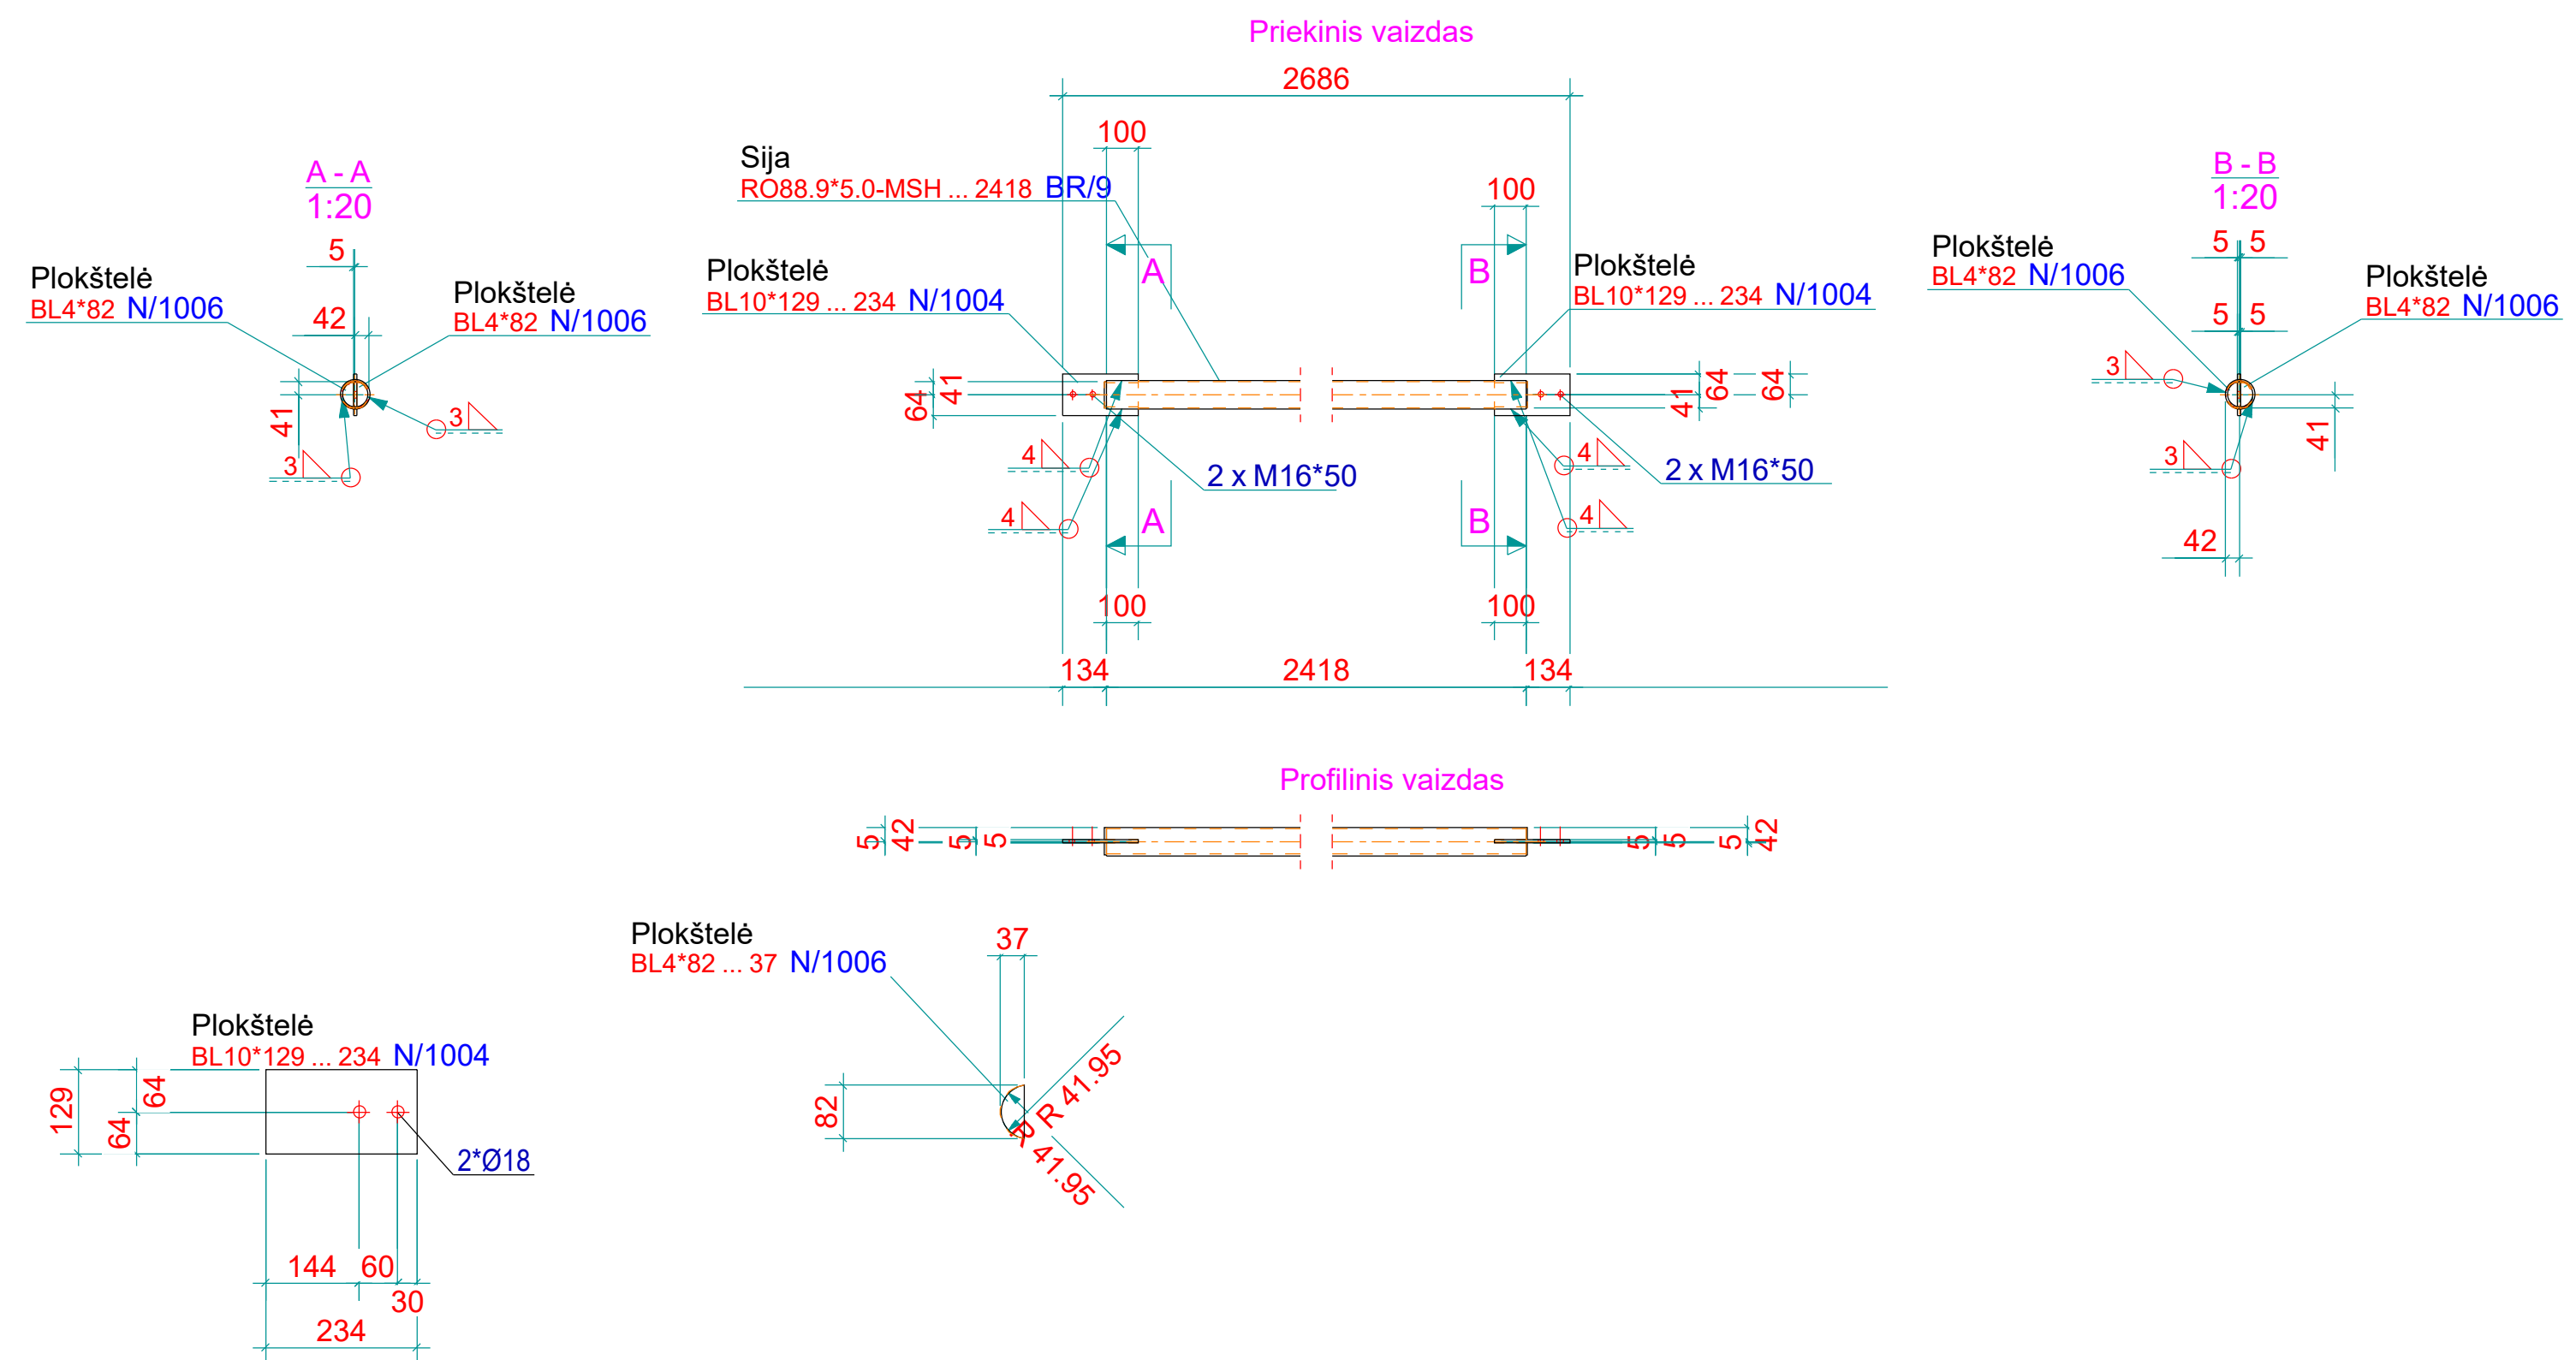 Priekinis vaizdas
2686
100
Sija
RO88.9*5.0-MSH ... 2418 BR/9
100
A - A
1:20
5
42
Plokštelė
BL4*82 N/1006
Plokštelė
BL4*82 N/1006
41
3
3
Plokštelė
BL10*129 ... 234 N/1004
A
B
Plokštelė
BL10*129 ... 234 N/1004
64
41
41
64
64
4
4
2 x M16*50
4
4
2 x M16*50
A
B
100
100
134
2418
134
B - B
1:20
5 5
5 5
Plokštelė
BL4*82 N/1006
Plokštelė
BL4*82 N/1006
3
3
41
42
Profilinis vaizdas
5
42
5
5
5
5
5
42
Plokštelė
BL4*82 ... 37 N/1006
37
82
R 41.95
R 41.95
Plokštelė
BL10*129 ... 234 N/1004
129
64
64
2*Ø18
144
60
30
234